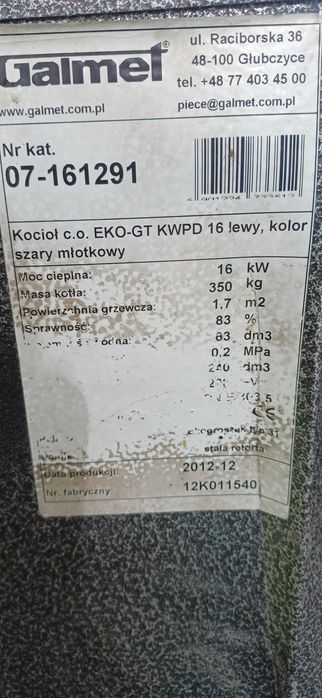 Galmet®
ul. Raciborska 36
48-100 Głubczyce
tel. +48 77 403 45 00
www.galmet.com.pl
piece@galmet.com.pl
Nr kat.
07-161291
Kocioł c.o. EKO-GT KWPD 16 lewy, kolor
szary młotkowy
Moc cieplna: 16 kW
Masa kotła: 350 kg
Powierzchnia grzewcza: 1.7 m2
Sprawność: 83 %
63 dm3
0,2 MPa
240 dm3
stała retorta
Data produkcji: 2012-12
Nr. fabryczny: 12K011540